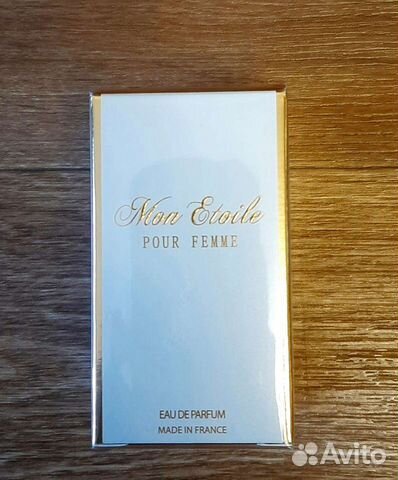 Mon Etoile
POUR FEMME
EAU DE PARFUM
MADE IN FRANCE
Avito